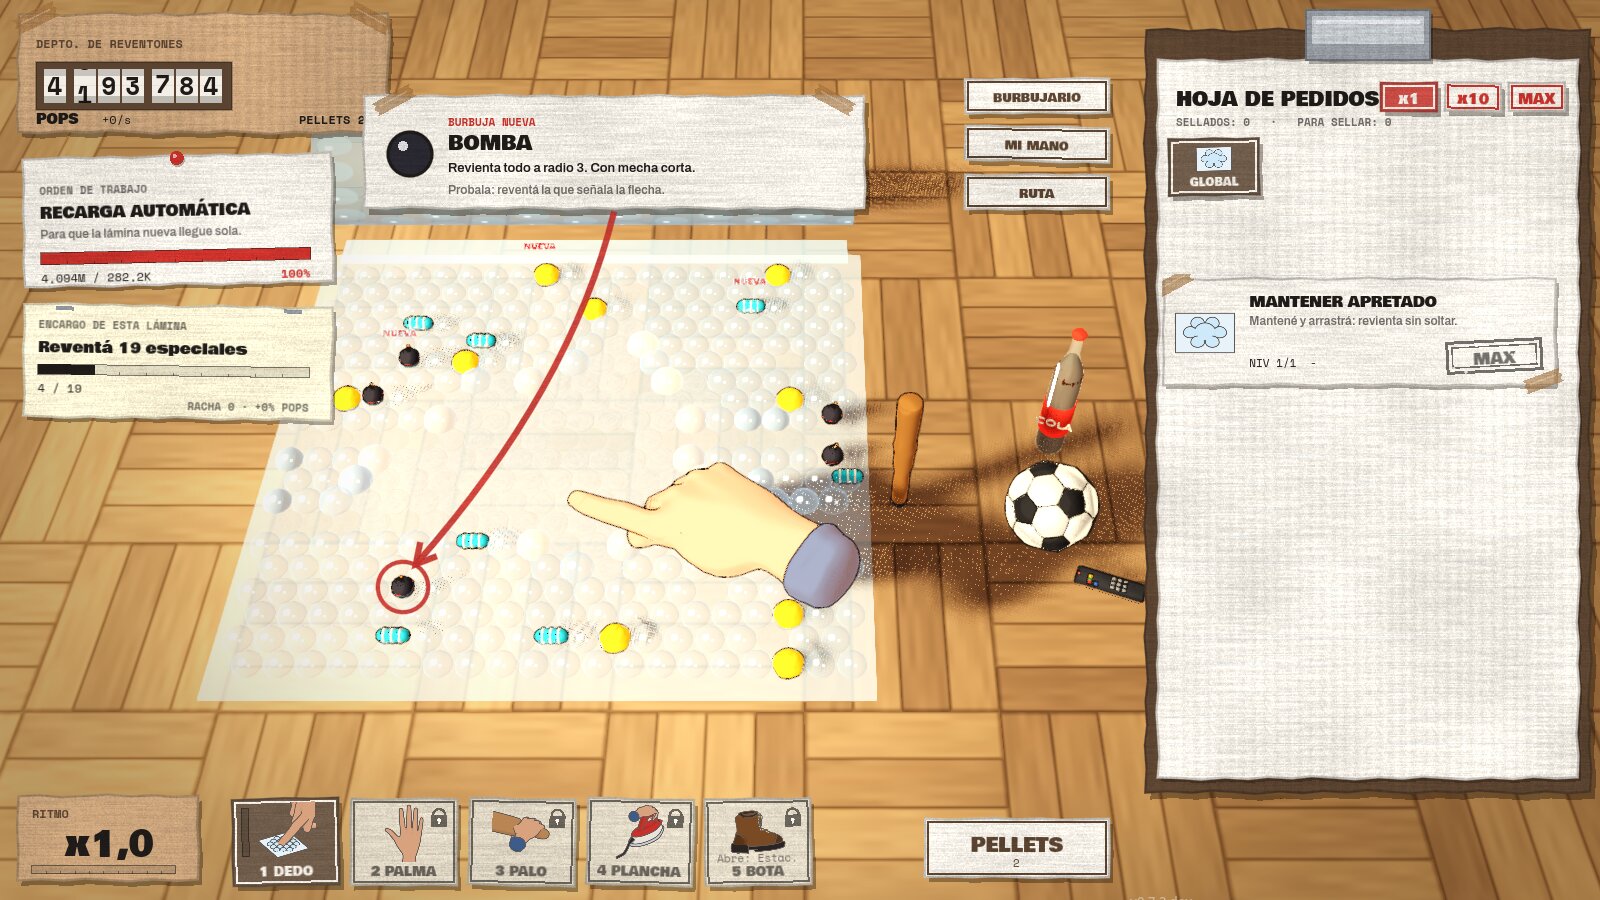 DEPTO. DE REVENTONES
4 193 784
POPS +0/s PELLETS 2
ORDEN DE TRABAJO
RECARGA AUTOMÁTICA
Para que la lámina nueva llegue sola.
4.094M / 282.2K 100%
ENCARGO DE ESTA LÁMINA
Reventá 19 especiales
4 / 19
RACHA 0 · +0% POPS
BURBUJA NUEVA
BOMBA
Revienta todo a radio 3. Con mecha corta.
Probala: reventá la que señala la flecha.
NUEVA
NUEVA
NUEVA
BURBUJARIO
MI MANO
RUTA
COLA
HOJA DE PEDIDOS x1 x10 MAX
SELLADOS: 0 · PARA SELLAR: 0
GLOBAL
MANTENER APRETADO
Mantené y arrastrá: revienta sin soltar.
NIV 1/1 -
MAX
RITMO
x1,0
1 DEDO
2 PALMA
3 PALO
4 PLANCHA
Abre: Estac.
5 BOTA
PELLETS
2